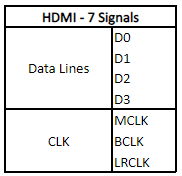 HDMI - 7 Signals
Data Lines
D0
D1
D2
D3
CLK
MCLK
BCLK
LRCLK